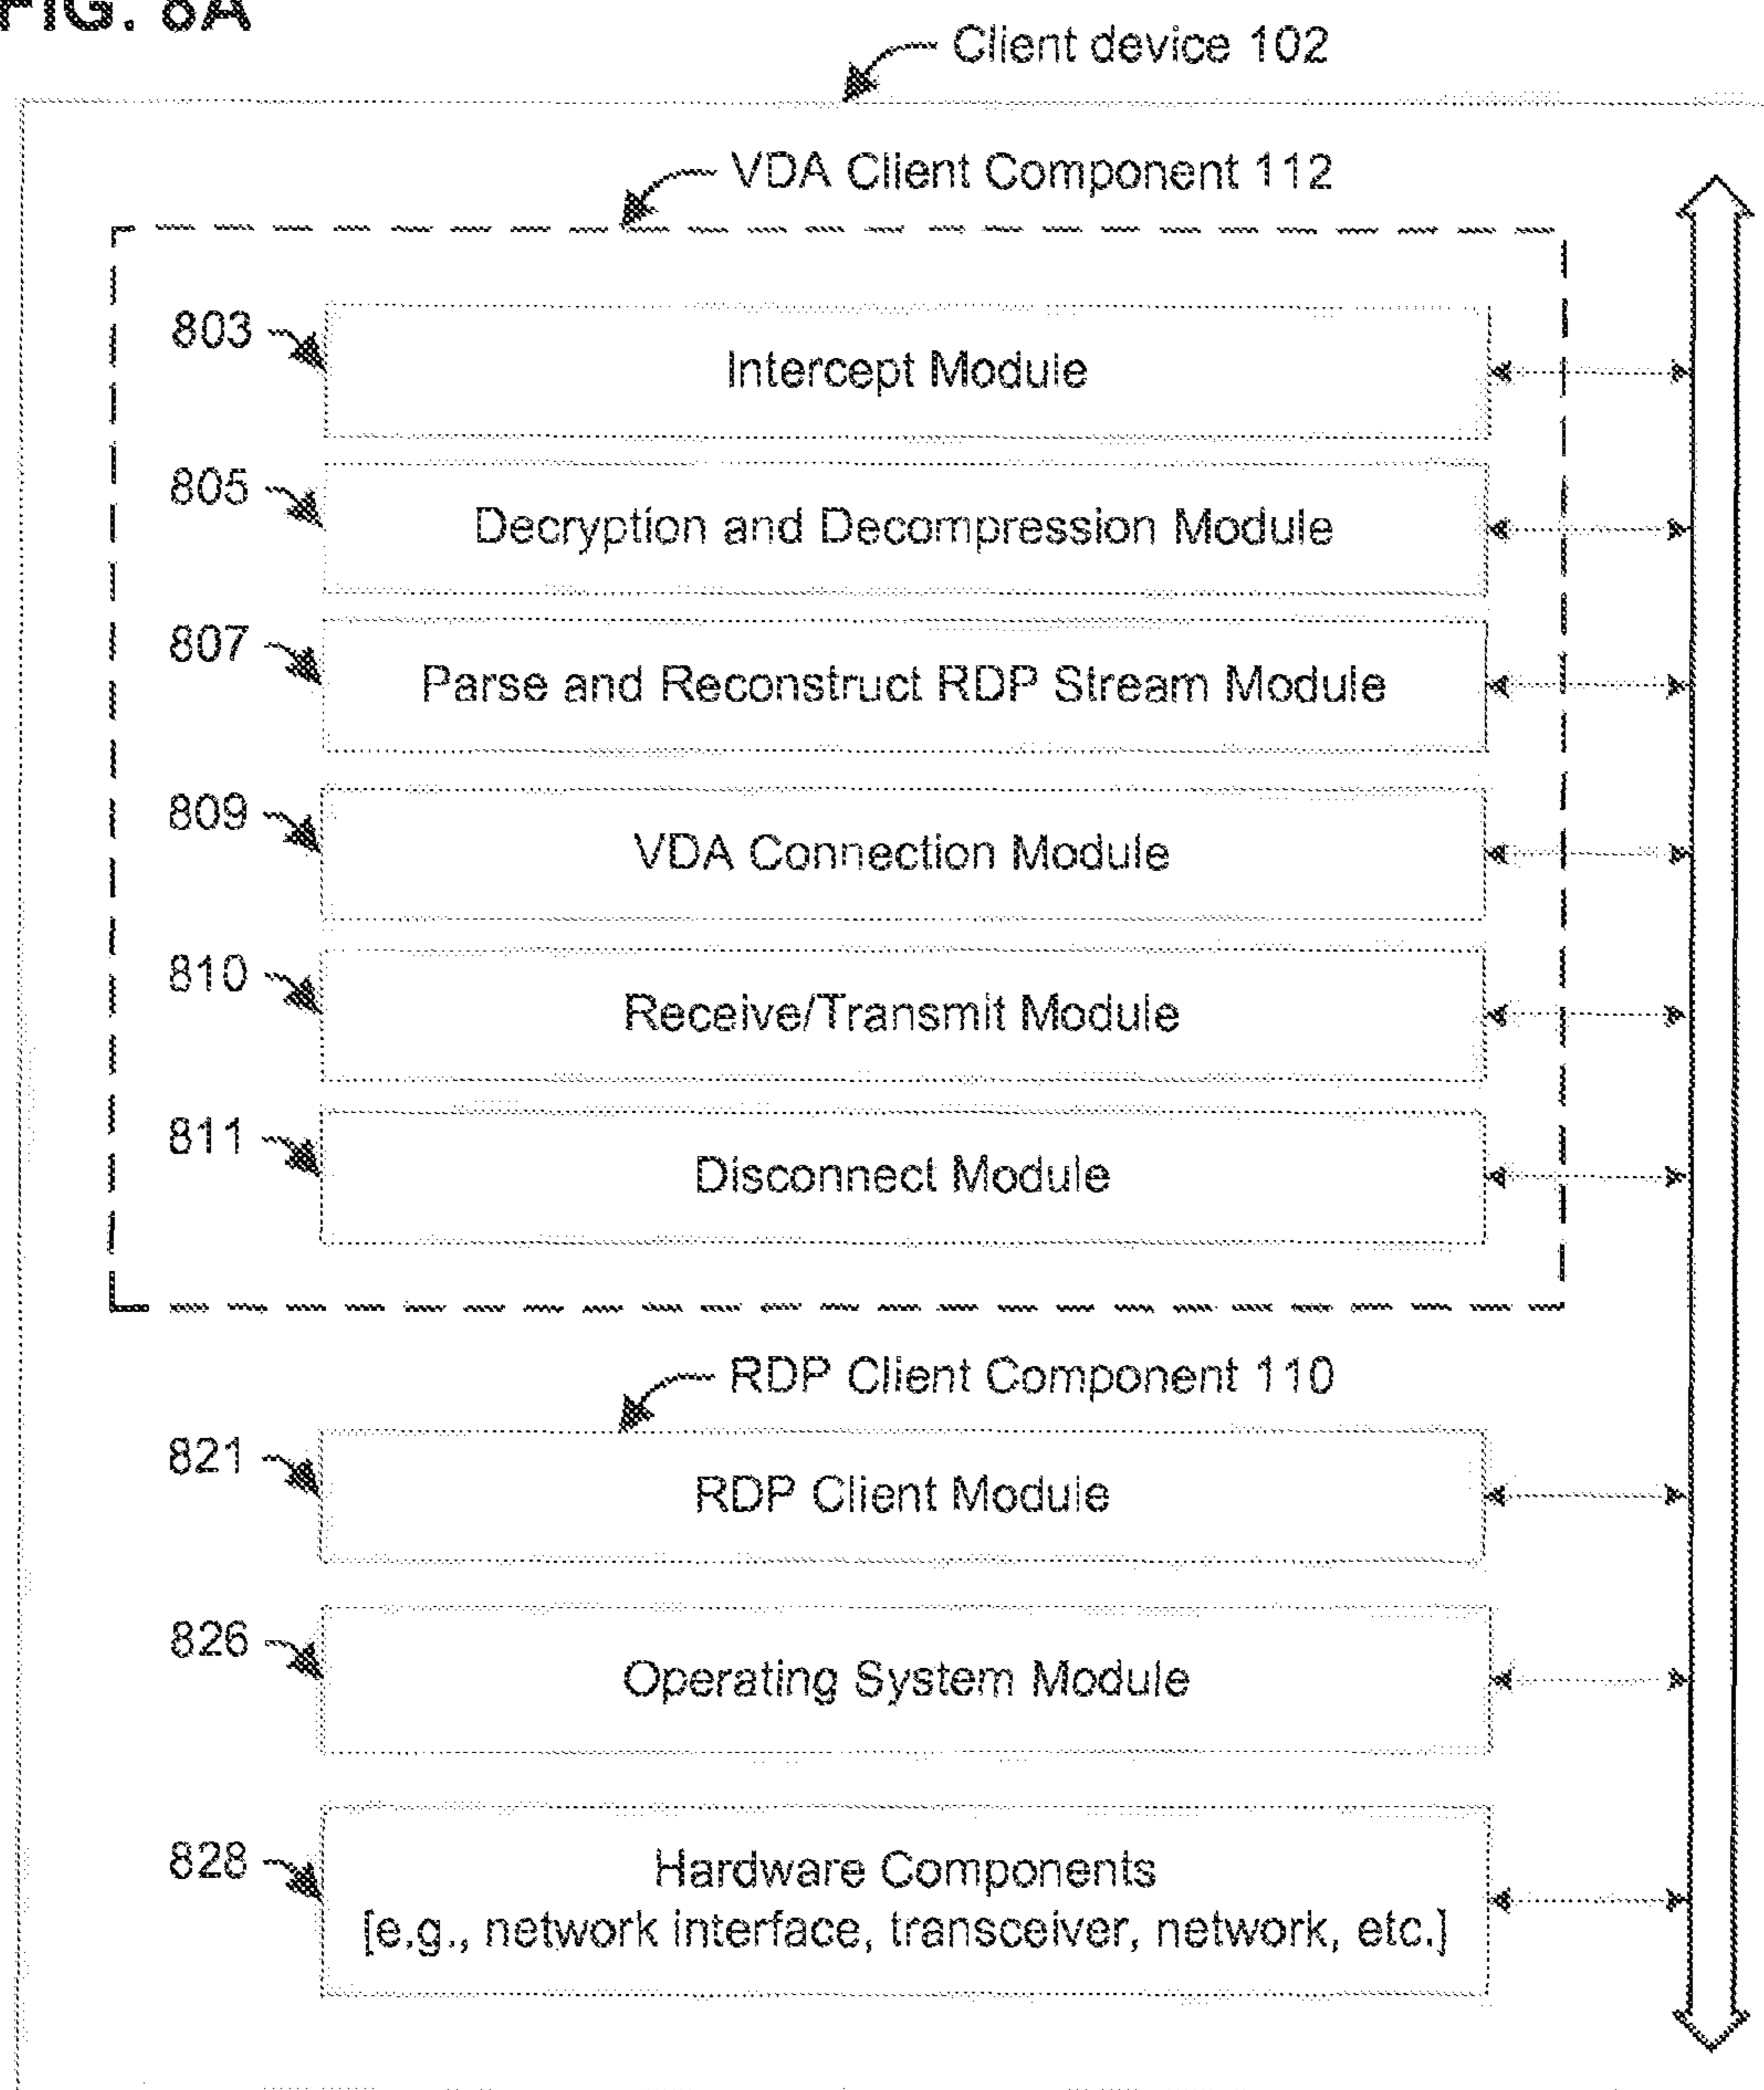 FIG. 8A
Client device 102
VDA Client Component 112
803
Intercept Module
805
Decryption and Decompression Module
807
Parse and Reconstruct RDP Stream Module
809
VDA Connection Module
810
Receive/Transmit Module
811
Disconnect Module
RDP Client Component 110
821
RDP Client Module
826
Operating System Module
828
Hardware Components
[e.g., network interface, transceiver, network, etc.]